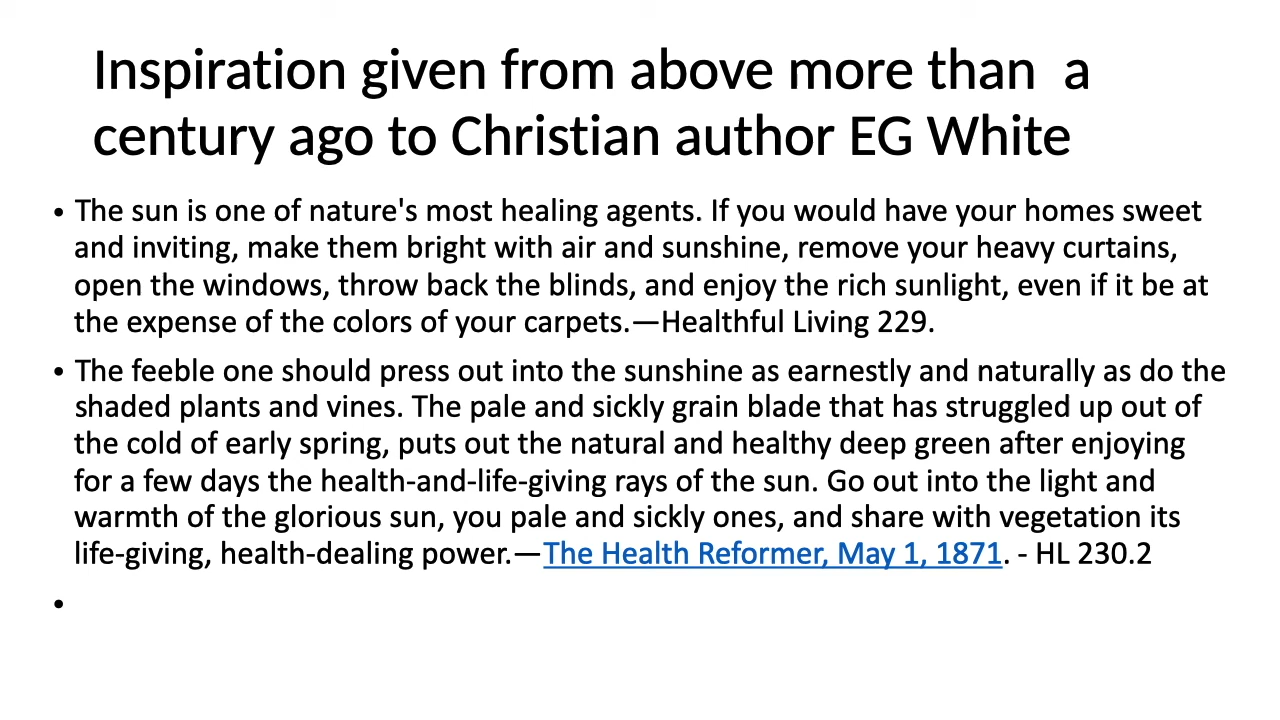 Inspiration given from above more than  a
century ago to Christian author EG White
• The sun is one of nature's most healing agents. If you would have your homes sweet
and inviting, make them bright with air and sunshine, remove your heavy curtains,
open the windows, throw back the blinds, and enjoy the rich sunlight, even if it be at
the expense of the colors of your carpets.—Healthful Living 229.
• The feeble one should press out into the sunshine as earnestly and naturally as do the
shaded plants and vines. The pale and sickly grain blade that has struggled up out of
the cold of early spring, puts out the natural and healthy deep green after enjoying
for a few days the health-and-life-giving rays of the sun. Go out into the light and
warmth of the glorious sun, you pale and sickly ones, and share with vegetation its
life-giving, health-dealing power.—The Health Reformer, May 1, 1871. - HL 230.2
•